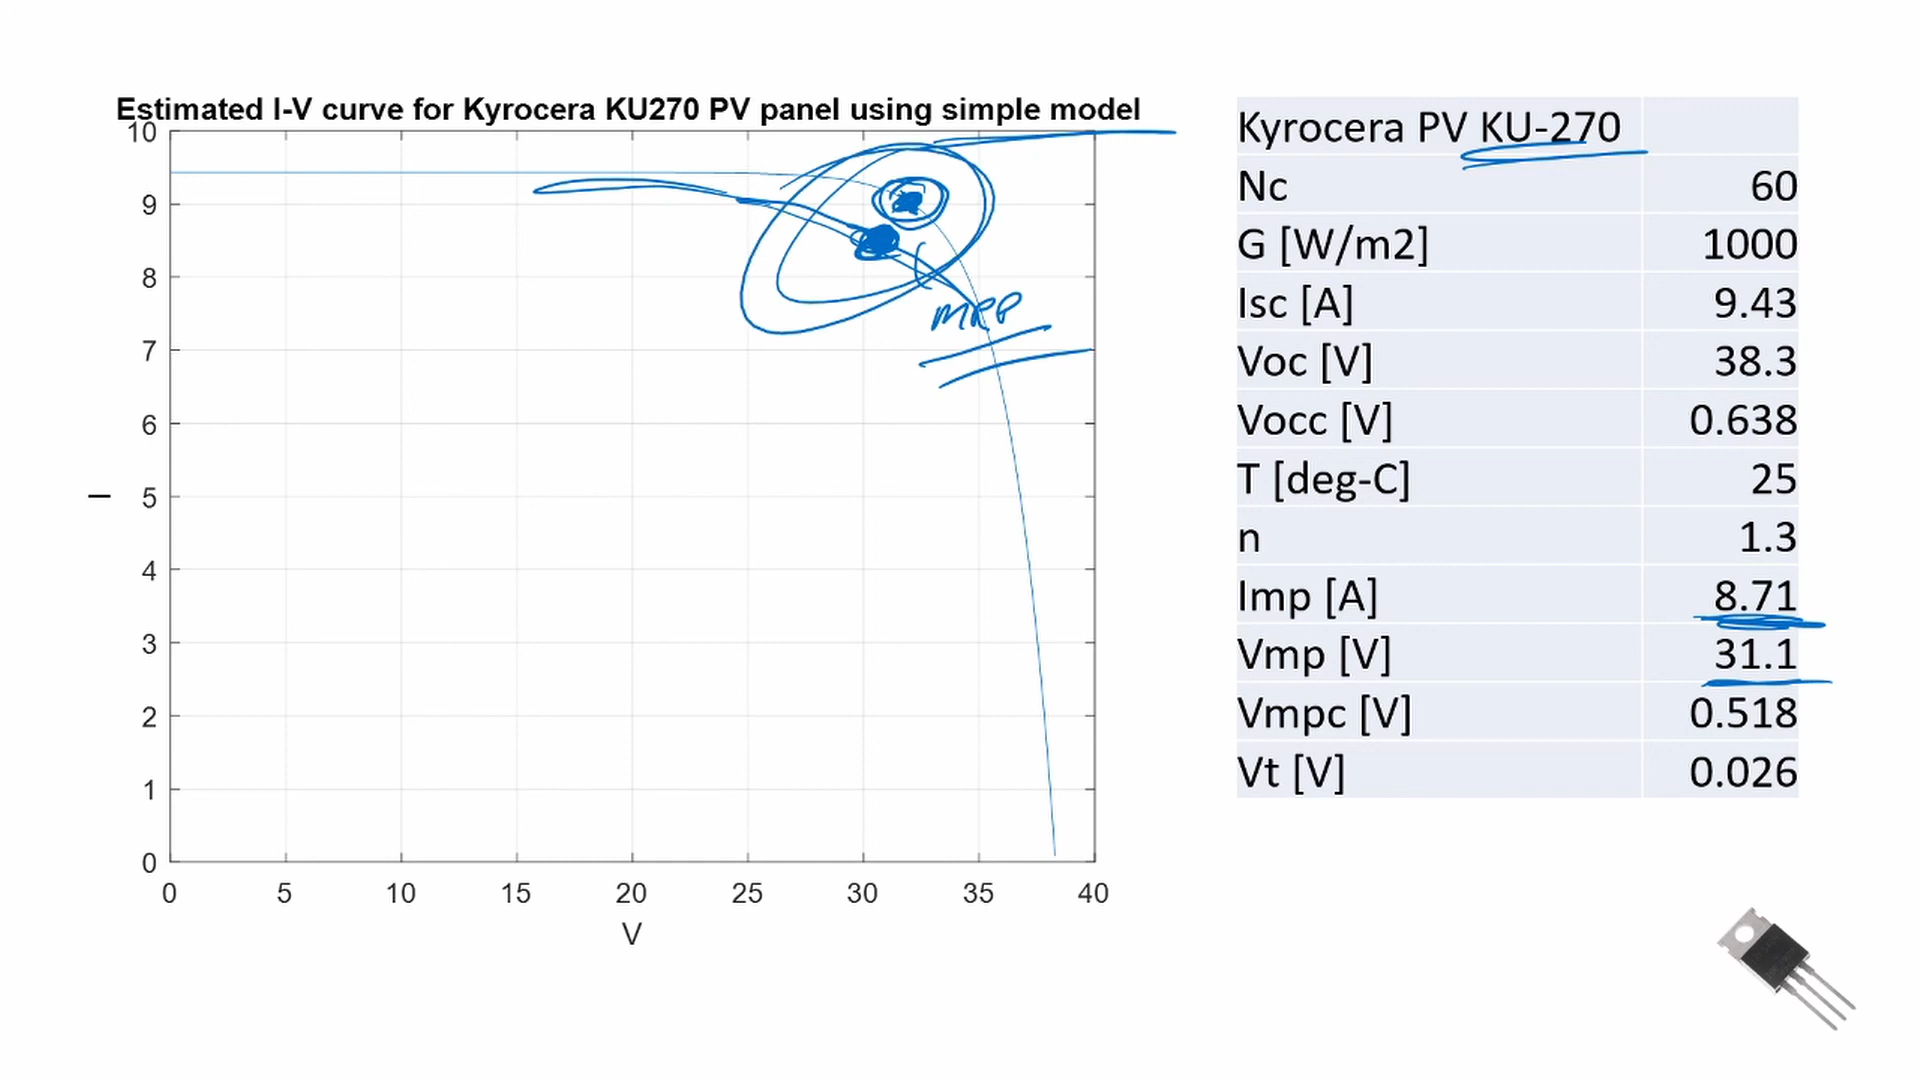 Estimated I-V curve for Kyrocera KU270 PV panel using simple model
10
9
8
7
6
5
4
3
2
1
0
I
0 5 10 15 20 25 30 35 40
V
MPP
Kyrocera PV KU-270
Nc 60
G [W/m2] 1000
Isc [A] 9.43
Voc [V] 38.3
Vocc [V] 0.638
T [deg-C] 25
n 1.3
Imp [A] 8.71
Vmp [V] 31.1
Vmpc [V] 0.518
Vt [V] 0.026